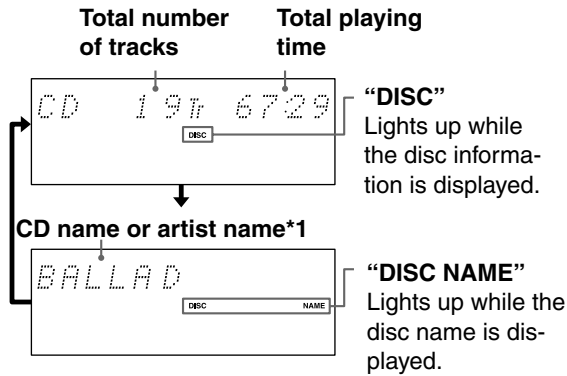 Total number
of tracks
Total playing
time
CD 19Tr 67:29
DISC
“DISC”
Lights up while
the disc informa-
tion is displayed.
CD name or artist name*1
BALLAD
DISC NAME
“DISC NAME”
Lights up while the
disc name is dis-
played.